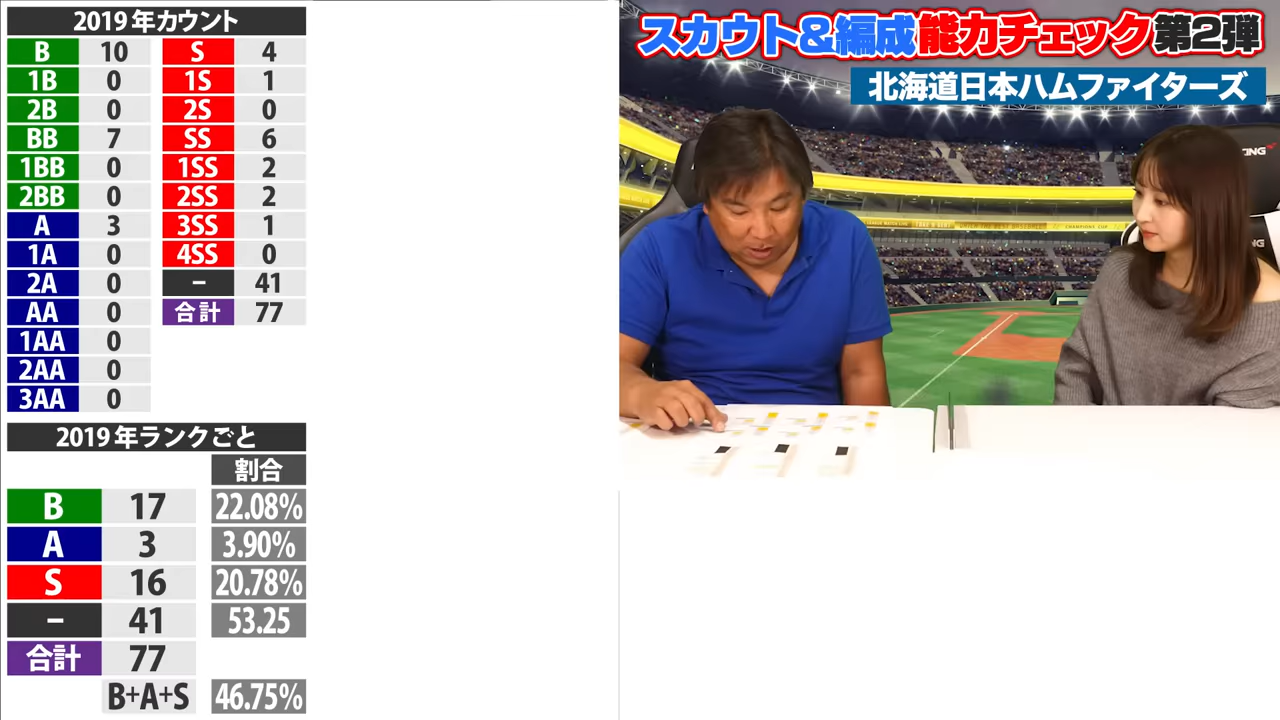 2019年カウント
B 10 S 4
1B 0 1S 1
2B 0 2S 0
BB 7 SS 6
1BB 0 1SS 2
2BB 0 2SS 2
A 3 3SS 1
1A 0 4SS 0
2A 0 - 41
AA 0 合計 77
1AA 0
2AA 0
3AA 0
2019年ランクごと
割合
B 17 22.08%
A 3 3.90%
S 16 20.78%
- 41 53.25
合計 77
B+A+S 46.75%
スカウト&編成能力チェック第2弾
北海道日本ハムファイターズ